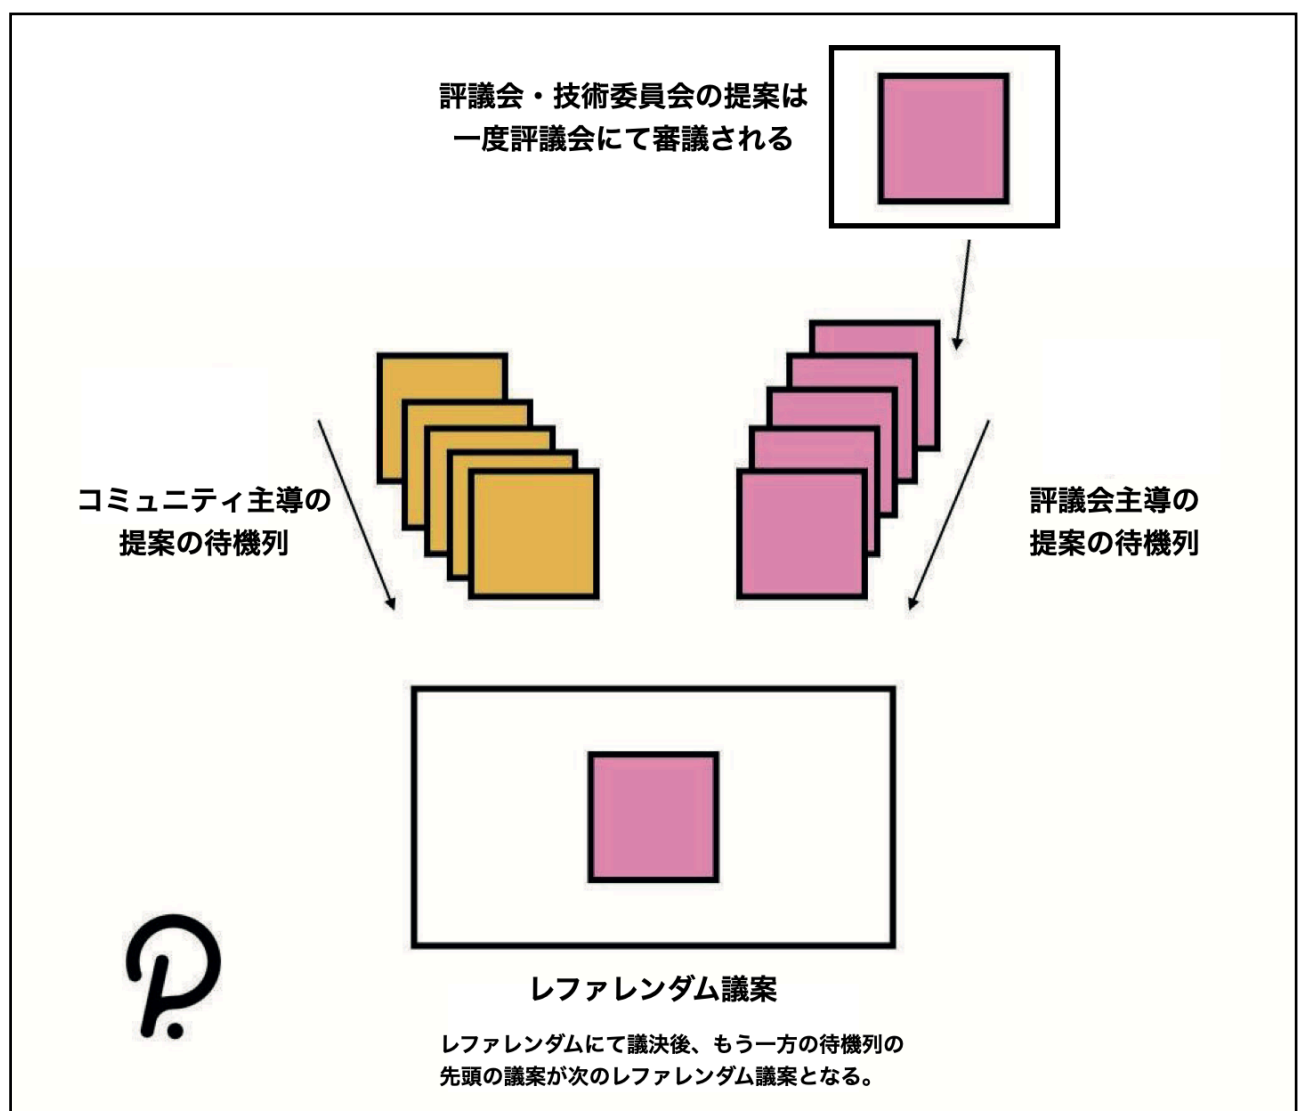 評議会・技術委員会の提案は
一度評議会にて審議される
コミュニティ主導の
提案の待機列
評議会主導の
提案の待機列
レファレンダム議案
レファレンダムにて議決後、もう一方の待機列の
先頭の議案が次のレファレンダム議案となる。